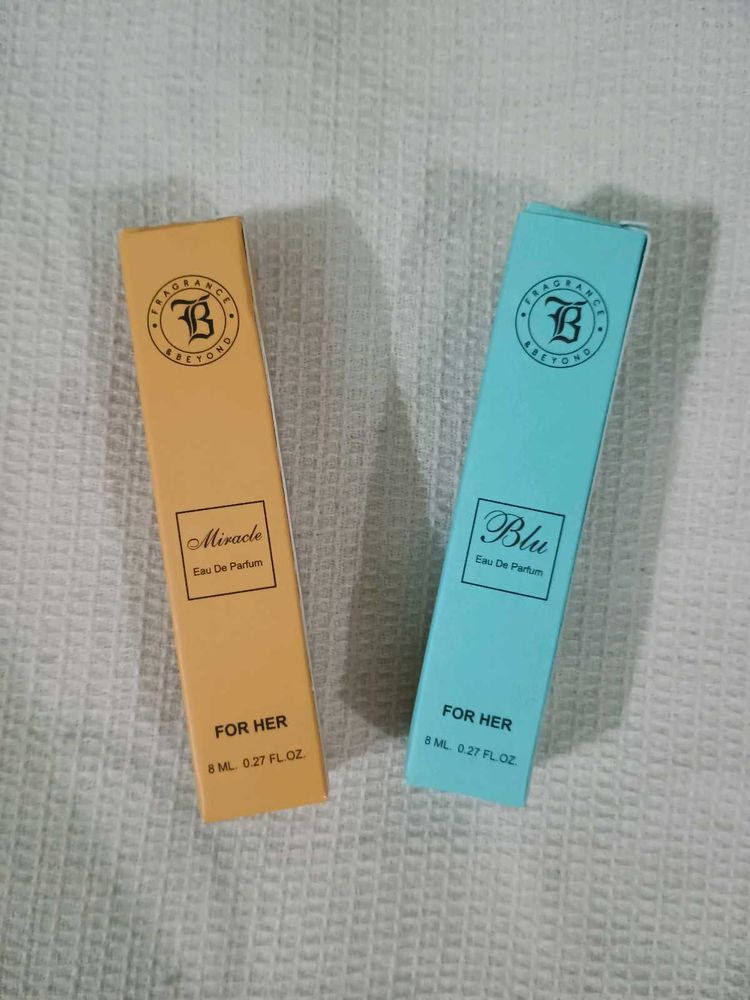 FRAGRANCE
B
& BEYOND
Miracle
Eau De Parfum
FOR HER
8 ML. 0.27 FL.OZ.
FRAGRANCE
B
& BEYOND
Blu
Eau De Parfum
FOR HER
8 ML. 0.27 FL.OZ.